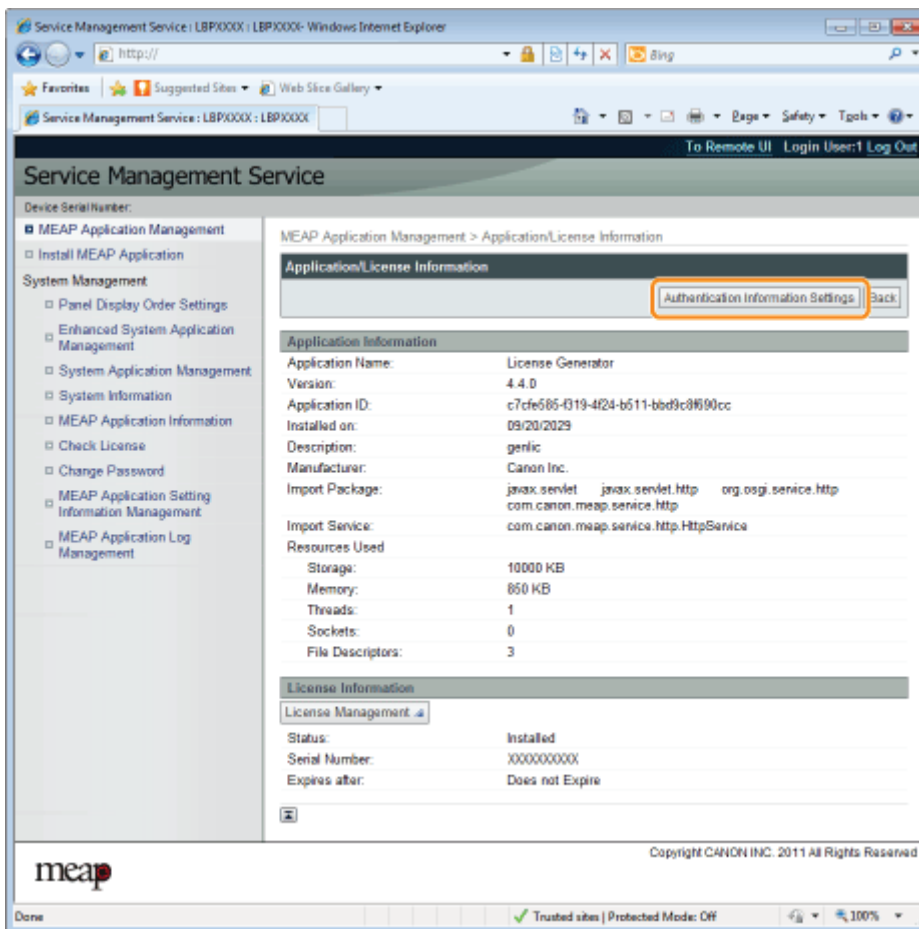 Service Management Service : LBPXXXX : LBPXXXX- Windows Internet Explorer
http://
Bing
Favorites Suggested Sites Web Slice Gallery
Service Management Service : LBPXXXX : LBPXXXX
Page Safety Tools
To Remote UI Login User:1 Log Out
Service Management Service
Device Serial Number:
MEAP Application Management
Install MEAP Application
System Management
Panel Display Order Settings
Enhanced System Application
Management
System Application Management
System Information
MEAP Application Information
Check License
Change Password
MEAP Application Setting
Information Management
MEAP Application Log
Management
MEAP Application Management > Application/License Information
Application/License Information
Authentication Information Settings Back
Application Information
Application Name: License Generator
Version: 4.4.0
Application ID: c7cfe585-f319-4f24-b511-bbd9c8f690cc
Installed on: 09/20/2029
Description: genlic
Manufacturer: Canon Inc.
Import Package: javax.servlet javax.servlet.http org.osgi.service.http
com.canon.meap.service.http
Import Service: com.canon.meap.service.http.HttpService
Resources Used
Storage: 10000 KB
Memory: 850 KB
Threads: 1
Sockets: 0
File Descriptors: 3
License Information
License Management
Status: Installed
Serial Number: XXXXXXXXXX
Expires after: Does not Expire
Copyright CANON INC. 2011 All Rights Reserved
meap
Done Trusted sites | Protected Mode: Off 100%